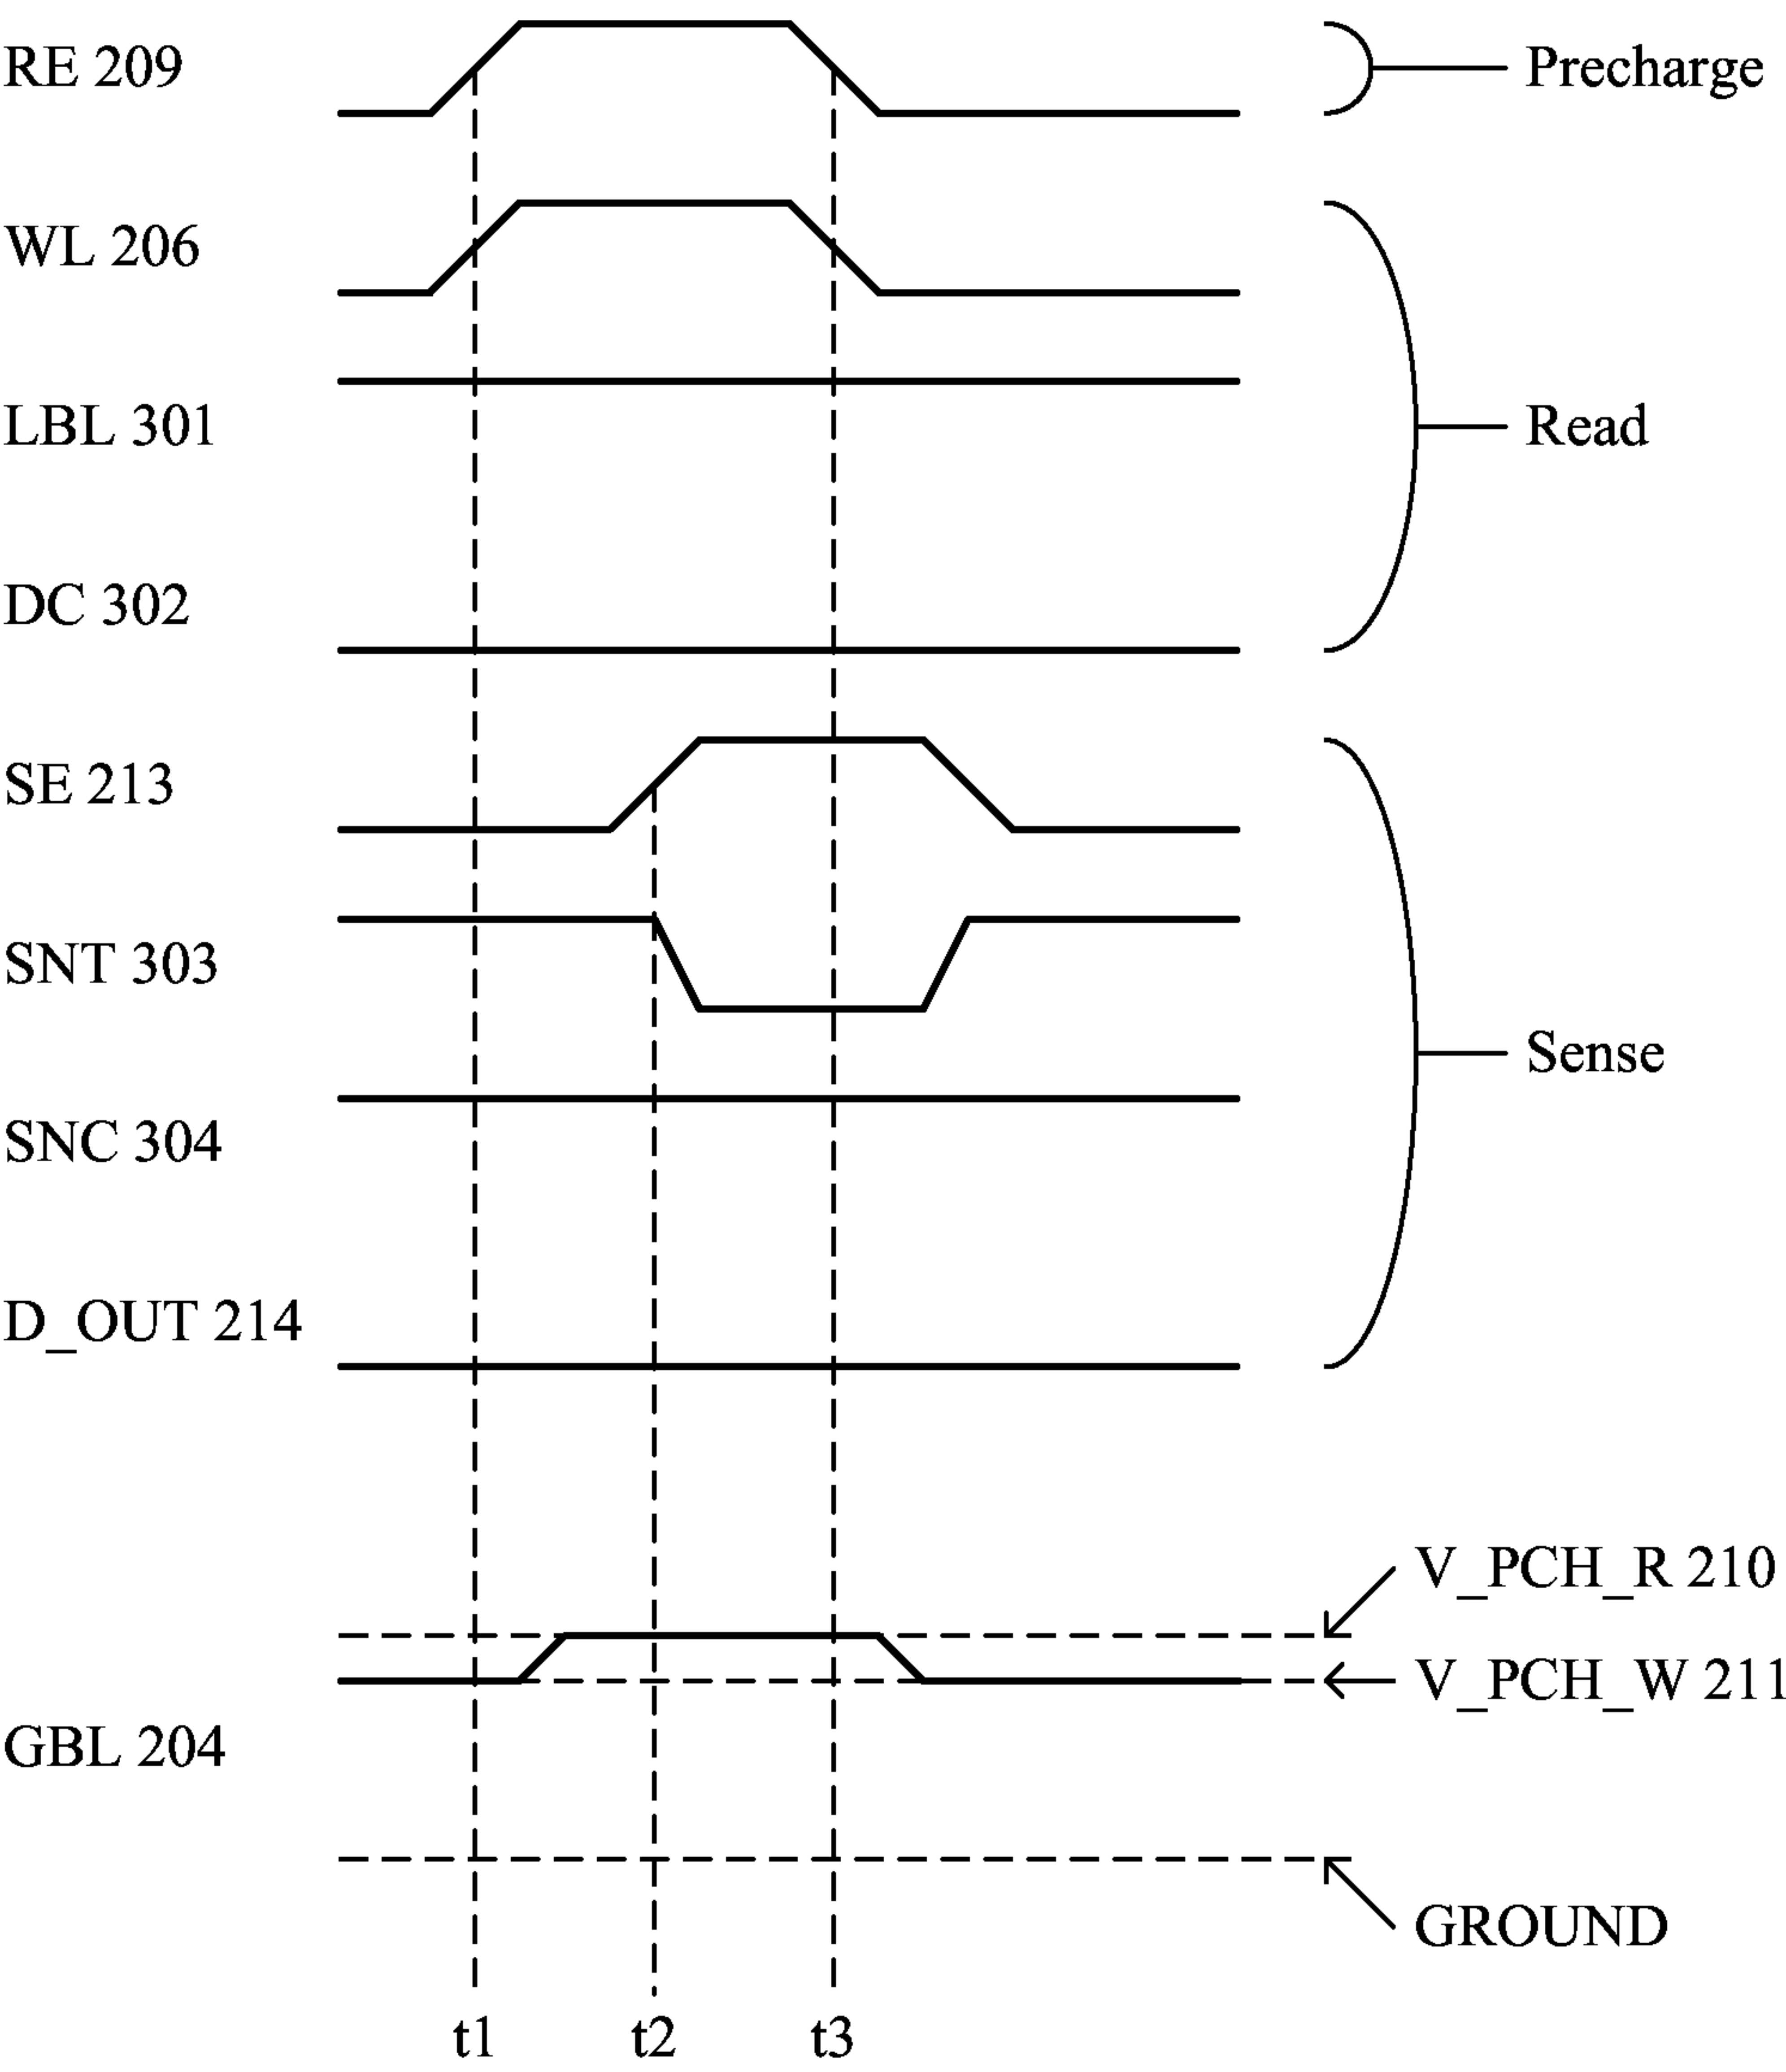 RE 209
Precharge
WL 206
LBL 301
Read
DC 302
SE 213
SNT 303
Sense
SNC 304
D_OUT 214
V_PCH_R 210
V_PCH_W 211
GBL 204
GROUND
t1 t2 t3